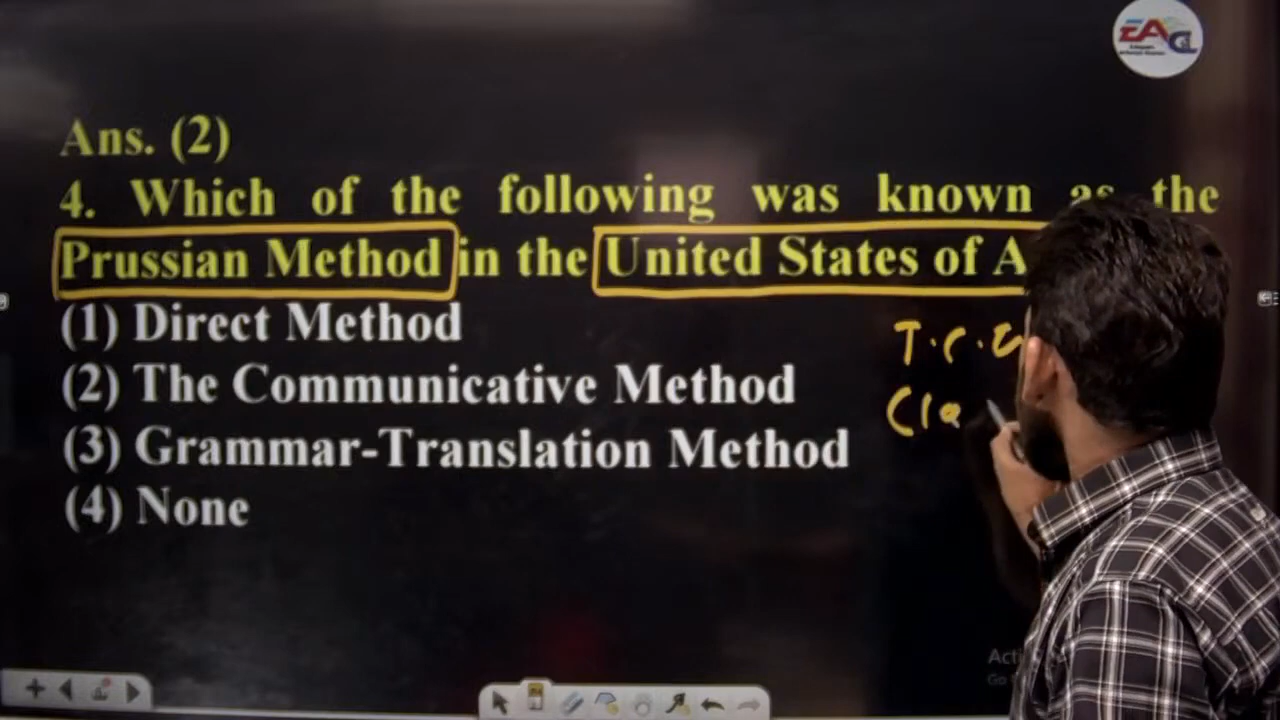 Ans. (2)
4. Which of the following was known as the
Prussian Method in the United States of A
(1) Direct Method
(2) The Communicative Method
(3) Grammar-Translation Method
(4) None